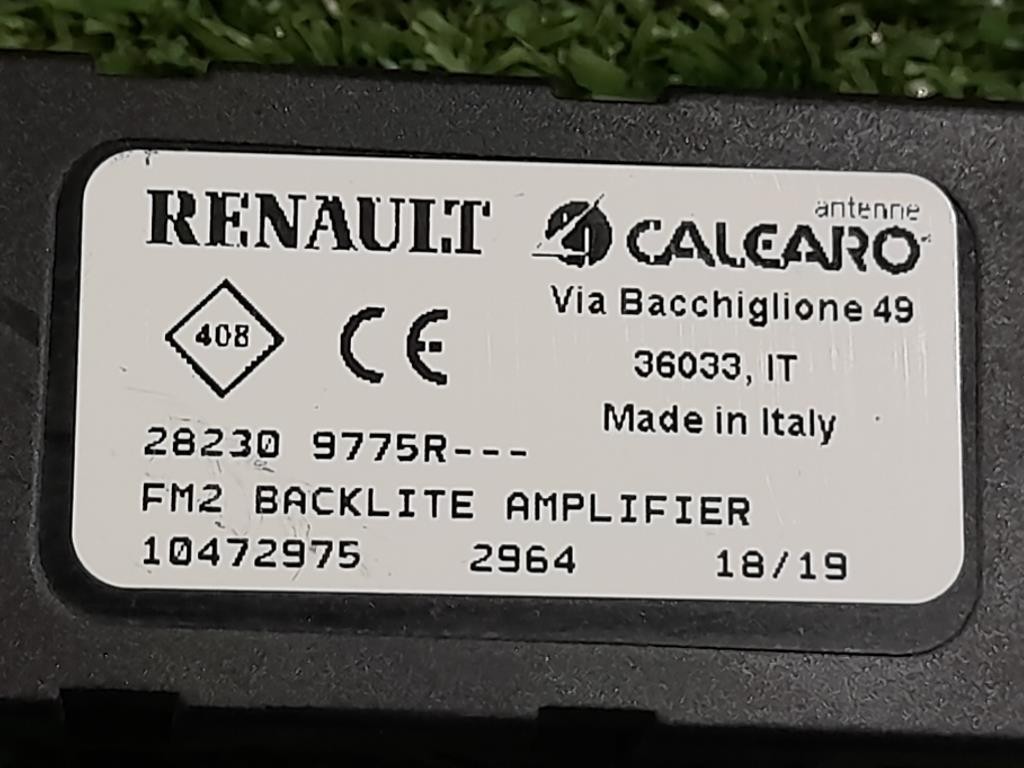 RENAULT
antenne
CALEARO
Via Bacchiglione 49
36033, IT
Made in Italy
408
CE
28230 9775R---
FM2 BACKLITE AMPLIFIER
10472975 2964 18/19